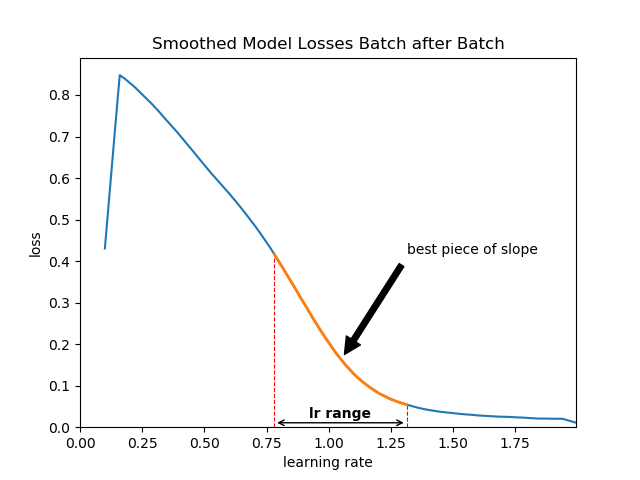 Smoothed Model Losses Batch after Batch
loss
0.8
0.7
0.6
0.5
0.4
0.3
0.2
0.1
0.0
best piece of slope
lr range
0.00 0.25 0.50 0.75 1.00 1.25 1.50 1.75
learning rate